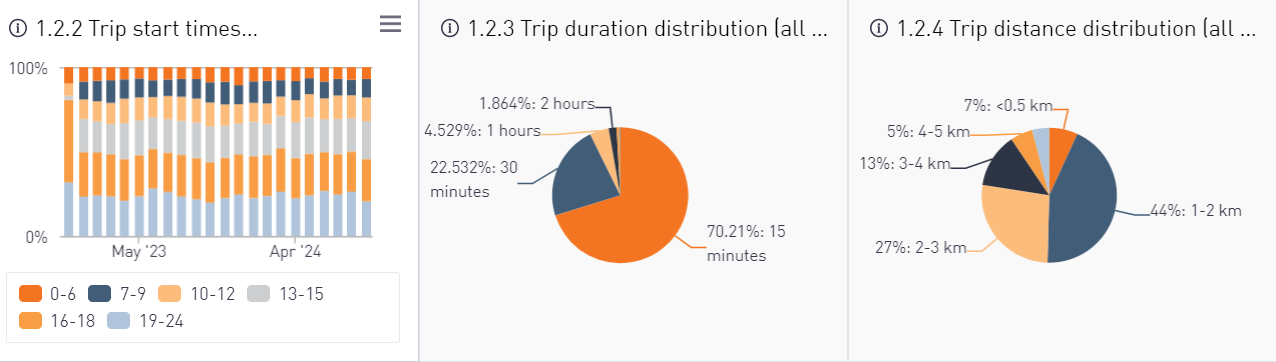 1.2.2 Trip start times...
100%
0%
May '23
Apr '24
0-6
7-9
10-12
13-15
16-18
19-24
1.2.3 Trip duration distribution (all ...
1.864%: 2 hours
4.529%: 1 hours
22.532%: 30
minutes
70.21%: 15
minutes
1.2.4 Trip distance distribution (all ...
7%: <0.5 km
5%: 4-5 km
13%: 3-4 km
44%: 1-2 km
27%: 2-3 km